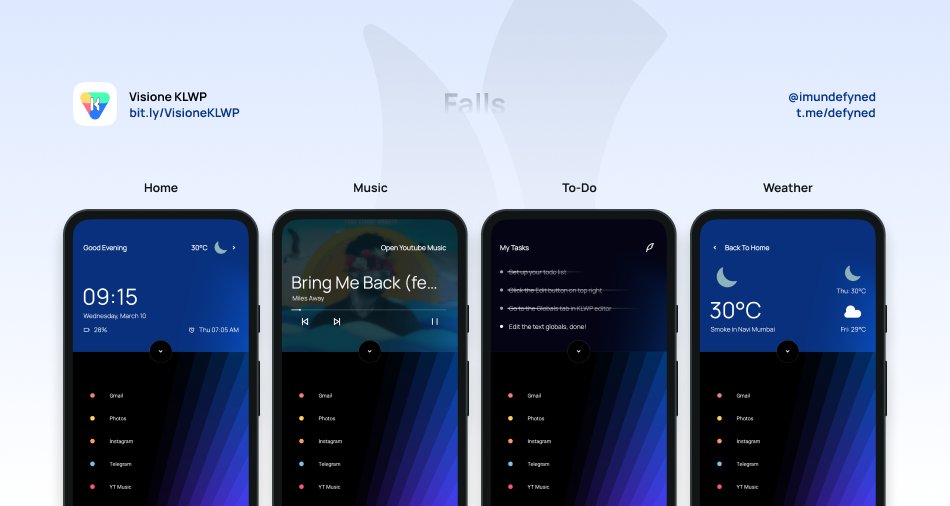 Visione KLWP
bit.ly/VisioneKLWP
Falls
@imundefyned
t.me/defyned
Home
Music
To-Do
Weather
Good Evening
30°C
09:15
Wednesday, March 10
28%
Thu 07:05 AM
Gmail
Photos
Instagram
Telegram
YT Music
Open Youtube Music
Bring Me Back (fe...
Miles Away
Gmail
Photos
Instagram
Telegram
YT Music
My Tasks
Set up your todo list
Click the Edit button on top right
Go to the Globals tab in KLWP editor
Edit the text globals, done!
Gmail
Photos
Instagram
Telegram
YT Music
Back To Home
30°C
Smoke in Navi Mumbai
Thu: 30°C
Fri: 29°C
Gmail
Photos
Instagram
Telegram
YT Music